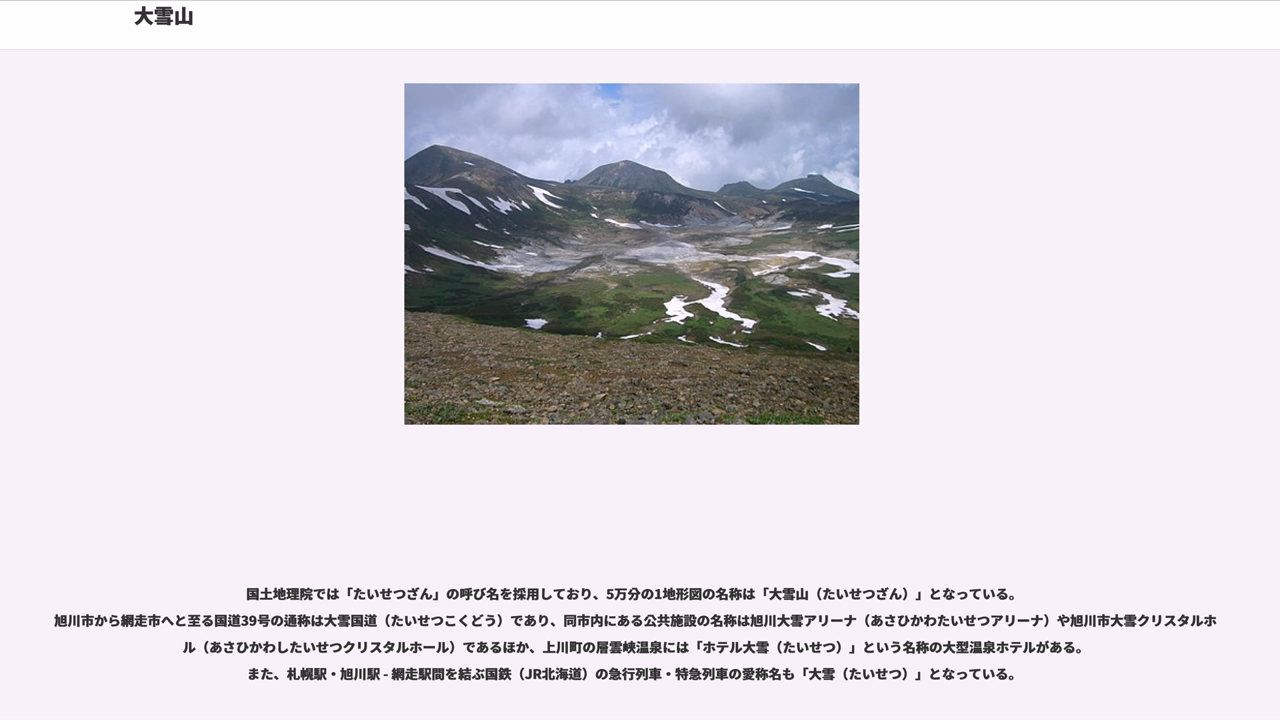 大雪山
国土地理院では「たいせつざん」の呼び名を採用しており、5万分の1地形図の名称は「大雪山（たいせつざん）」となっている。
旭川市から網走市へと至る国道39号の通称は大雪国道（たいせつこくどう）であり、同市内にある公共施設の名称は旭川大雪アリーナ（あさひかわたいせつアリーナ）や旭川市大雪クリスタルホ
ル（あさひかわしたいせつクリスタルホール）であるほか、上川町の層雲峡温泉には「ホテル大雪（たいせつ）」という名称の大型温泉ホテルがある。
また、札幌駅・旭川駅 - 網走駅間を結ぶ国鉄（JR北海道）の急行列車・特急列車の愛称名も「大雪（たいせつ）」となっている。